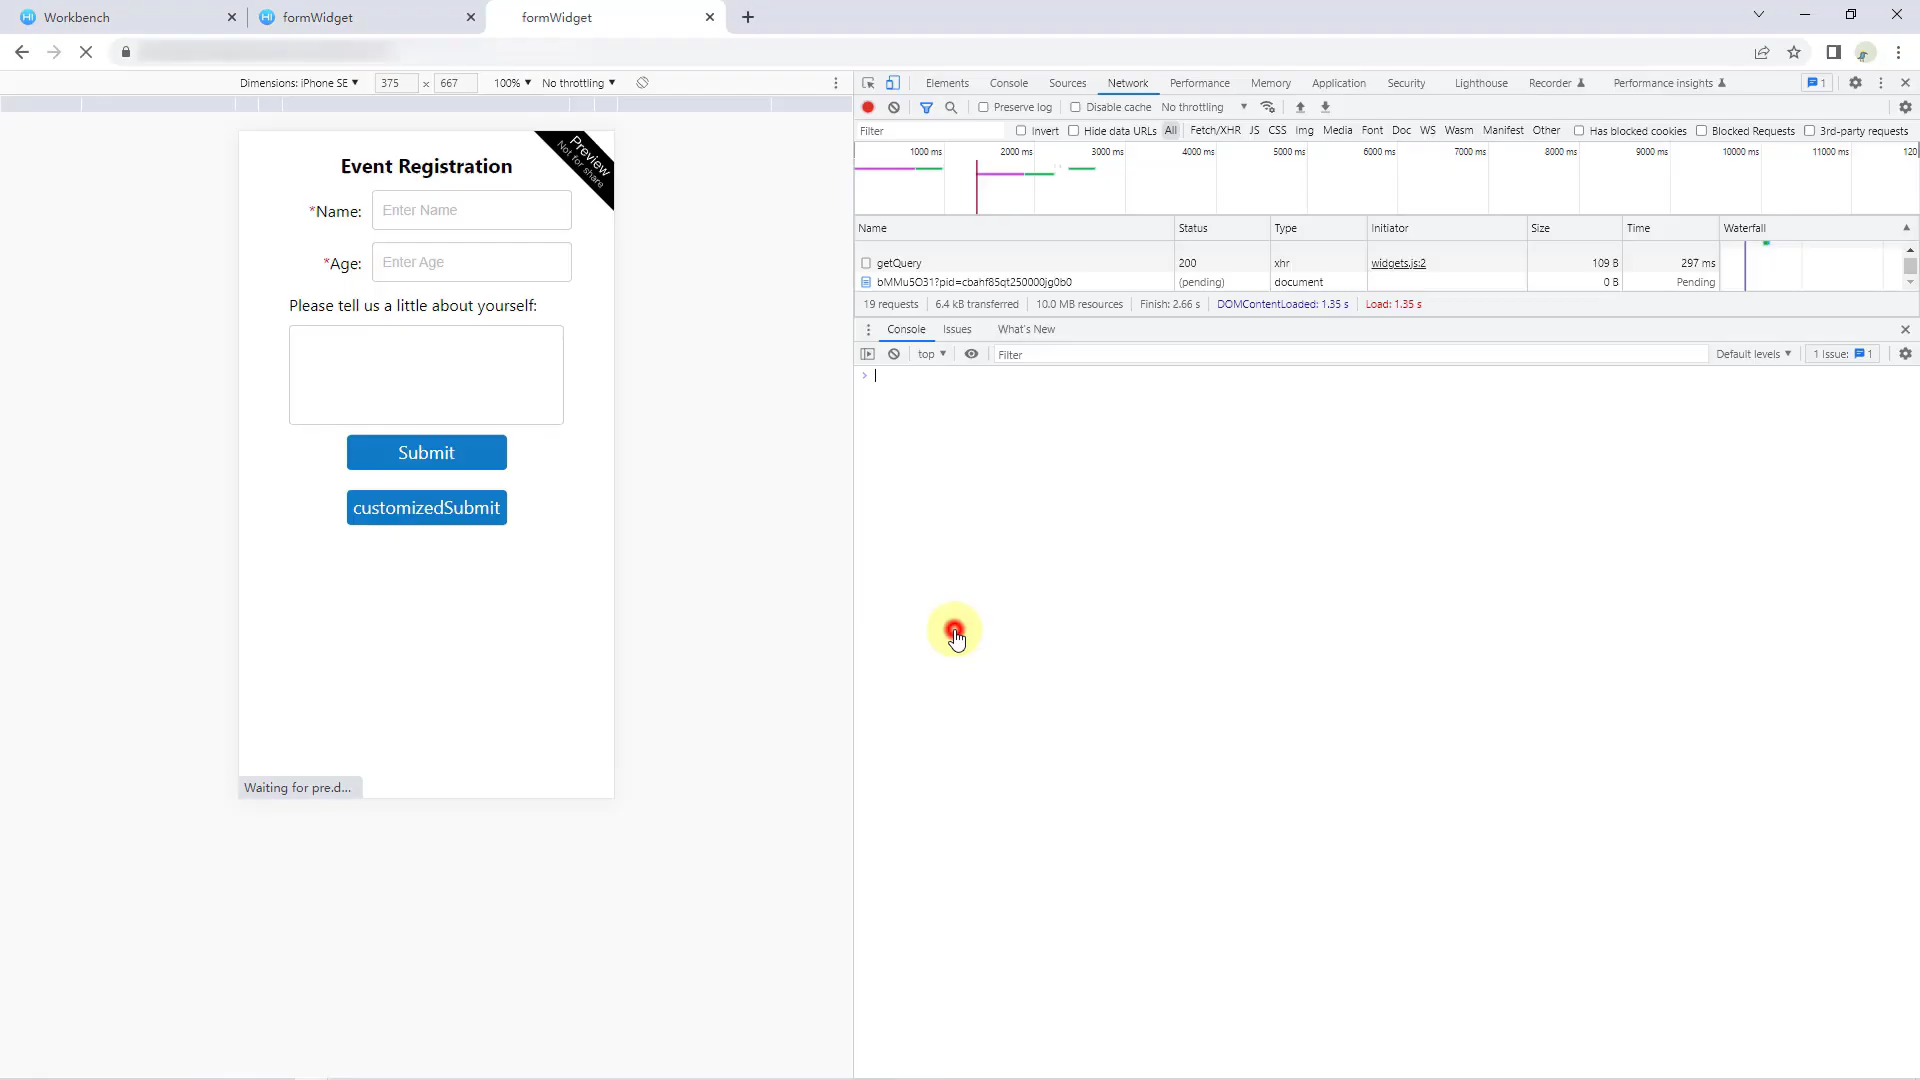 Workbench
formWidget
formWidget
Dimensions: iPhone SE
375 x 667
100%
No throttling
Elements
Console
Sources
Network
Performance
Memory
Application
Security
Lighthouse
Recorder
Performance insights
1
Preserve log
Disable cache
No throttling
Filter
Invert
Hide data URLs
All
Fetch/XHR
JS
CSS
Img
Media
Font
Doc
WS
Wasm
Manifest
Other
Has blocked cookies
Blocked Requests
3rd-party requests
1000 ms
2000 ms
3000 ms
4000 ms
5000 ms
6000 ms
7000 ms
8000 ms
9000 ms
10000 ms
11000 ms
120
Name
Status
Type
Initiator
Size
Time
Waterfall
getQuery
200
xhr
widgets.js:2
109 B
297 ms
bMMu5O31?pid=cbahf85qt250000jg0b0
(pending)
document
0 B
Pending
19 requests
6.4 kB transferred
10.0 MB resources
Finish: 2.66 s
DOMContentLoaded: 1.35 s
Load: 1.35 s
Console
Issues
What's New
top
Filter
Default levels
1 Issue:
1
Preview
Not for share
Event Registration
*Name:
Enter Name
*Age:
Enter Age
Please tell us a little about yourself:
Submit
customizedSubmit
Waiting for pre.d...